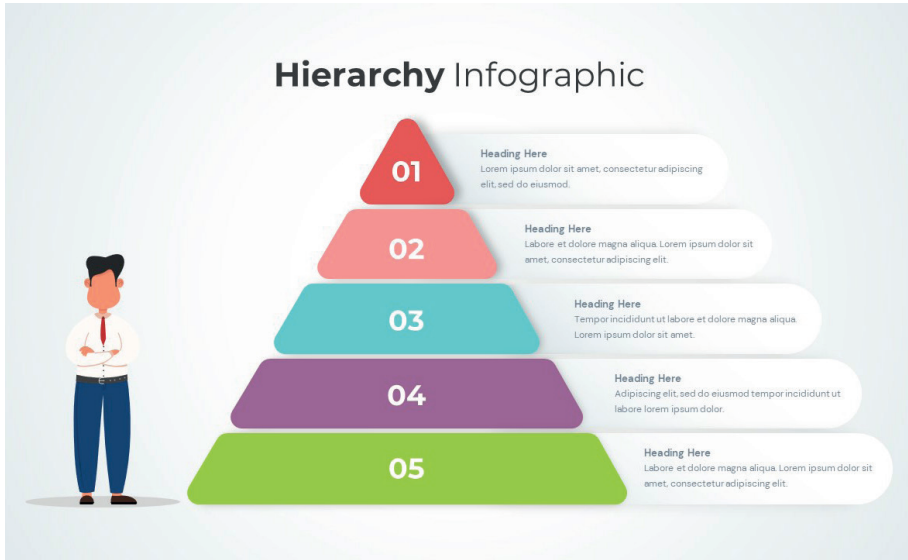 Hierarchy Infographic
01
Heading Here
Lorem ipsum dolor sit amet, consectetur adipiscing
elit, sed do eiusmod.
02
Heading Here
Labore et dolore magna aliqua. Lorem ipsum dolor sit
amet, consectetur adipiscing elit.
03
Heading Here
Tempor incididunt ut labore et dolore magna aliqua.
Lorem ipsum dolor sit amet.
04
Heading Here
Adipiscing elit, sed do eiusmod tempor incididunt ut
labore lorem ipsum dolor.
05
Heading Here
Labore et dolore magna aliqua. Lorem ipsum dolor sit
amet, consectetur adipiscing elit.